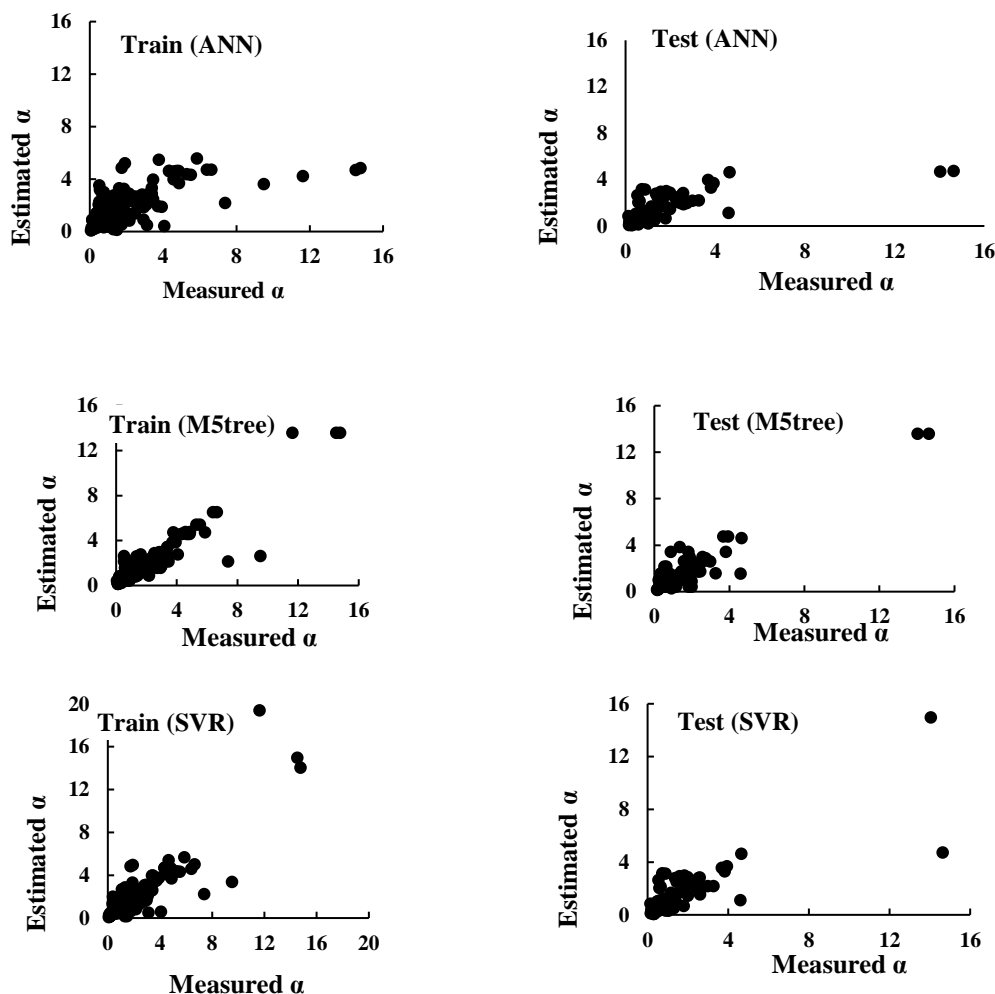 Train (ANN)
Estimated α
16
12
8
4
0
0 4 8 12 16
Measured α
Test (ANN)
Estimated α
16
12
8
4
0
0 4 8 12 16
Measured α
Train (M5tree)
Estimated α
16
12
8
4
0
0 4 8 12 16
Measured α
Test (M5tree)
Estimated α
16
12
8
4
0
0 4 8 12 16
Measured α
Train (SVR)
Estimated α
20
16
12
8
4
0
0 4 8 12 16 20
Measured α
Test (SVR)
Estimated α
16
12
8
4
0
0 4 8 12 16
Measured α